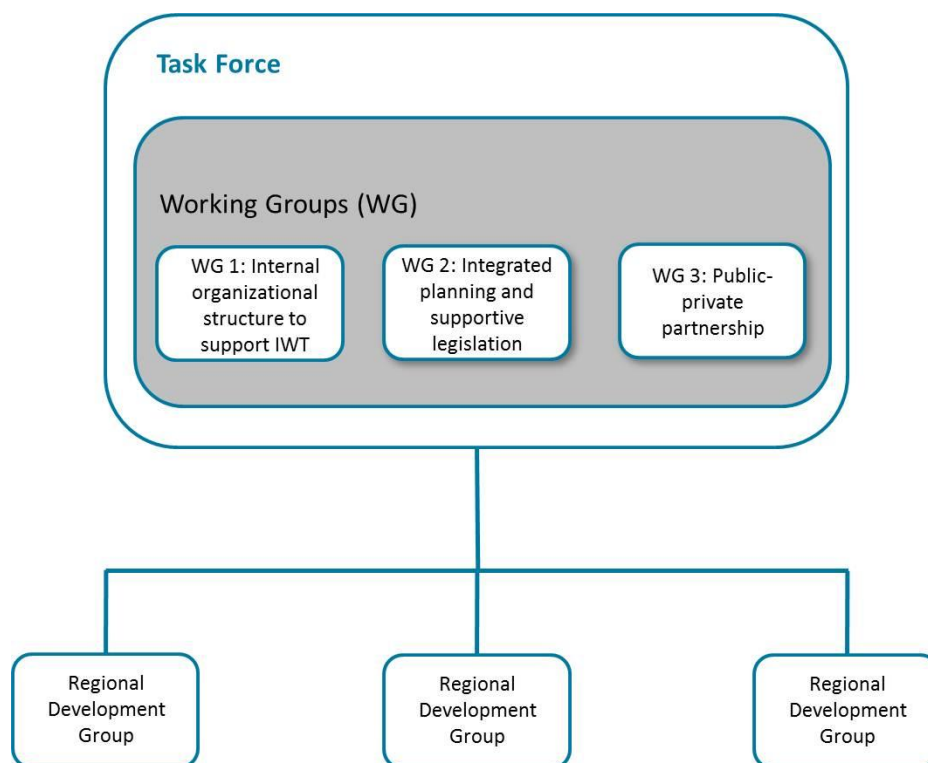 Task Force
Working Groups (WG)
WG 1: Internal
organizational
structure to
support IWT
WG 2: Integrated
planning and
supportive
legislation
WG 3: Public-
private
partnership
Regional
Development
Group
Regional
Development
Group
Regional
Development
Group